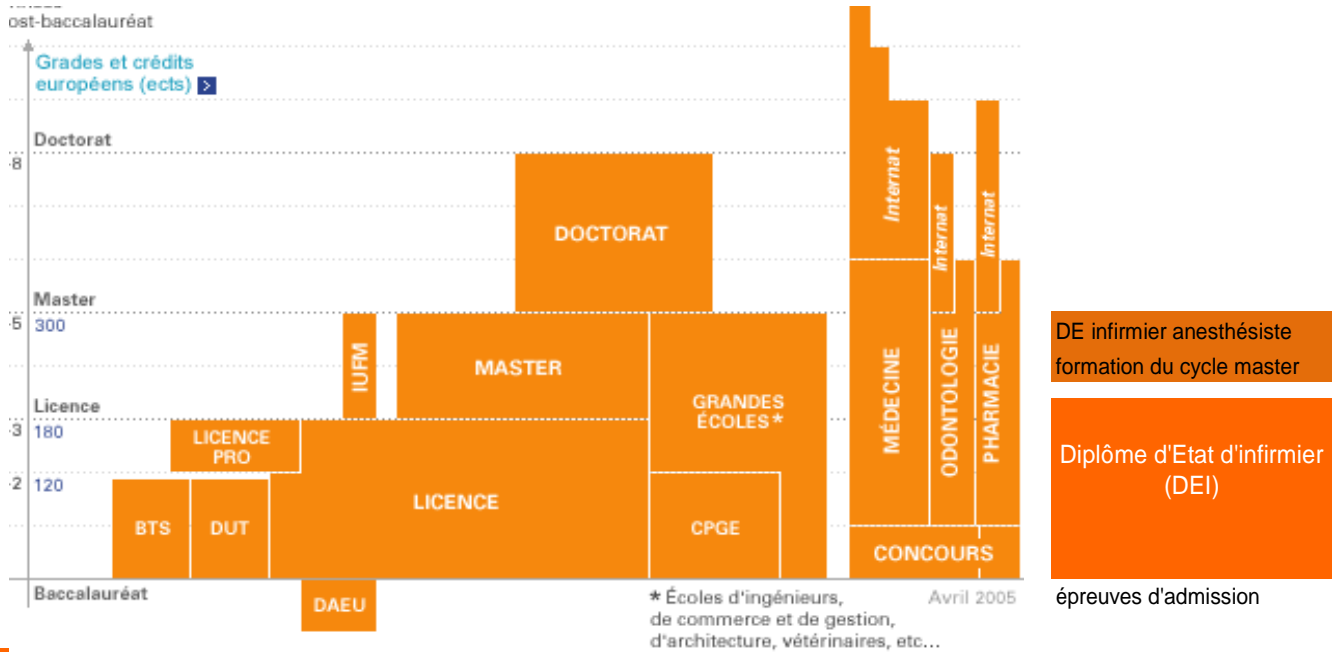 ost-baccalauréat
Grades et crédits
européens (ects)
Doctorat
8
DOCTORAT
Internat
Internat
Internat
Master
5 300
IUFM
MASTER
GRANDES
ÉCOLES*
MÉDECINE
ODONTOLOGIE
PHARMACIE
DE infirmier anesthésiste
formation du cycle master
Licence
3 180
LICENCE
PRO
2 120
LICENCE
BTS
DUT
CPGE
CONCOURS
Diplôme d'Etat d'infirmier
(DEI)
Baccalauréat
DAEU
* Écoles d'ingénieurs,
de commerce et de gestion,
d'architecture, vétérinaires, etc...
Avril 2005
épreuves d'admission